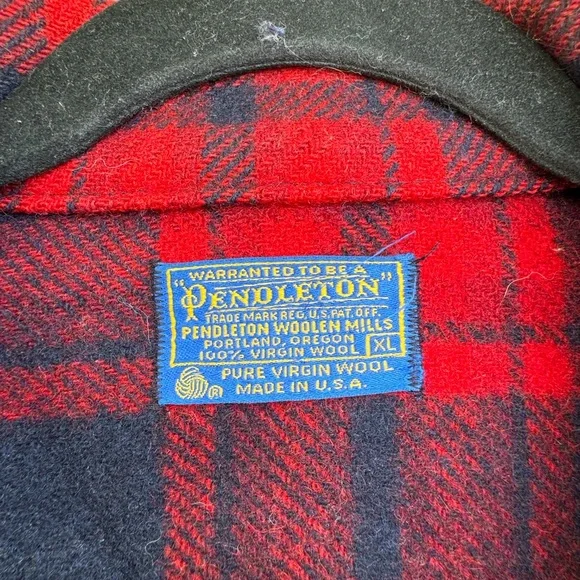 WARRANTED TO BE A
"PENDLETON"
TRADE MARK REG. U.S. PAT. OFF.
PENDLETON WOOLEN MILLS
PORTLAND, OREGON
100% VIRGIN WOOL XL
PURE VIRGIN WOOL
® MADE IN U.S.A.